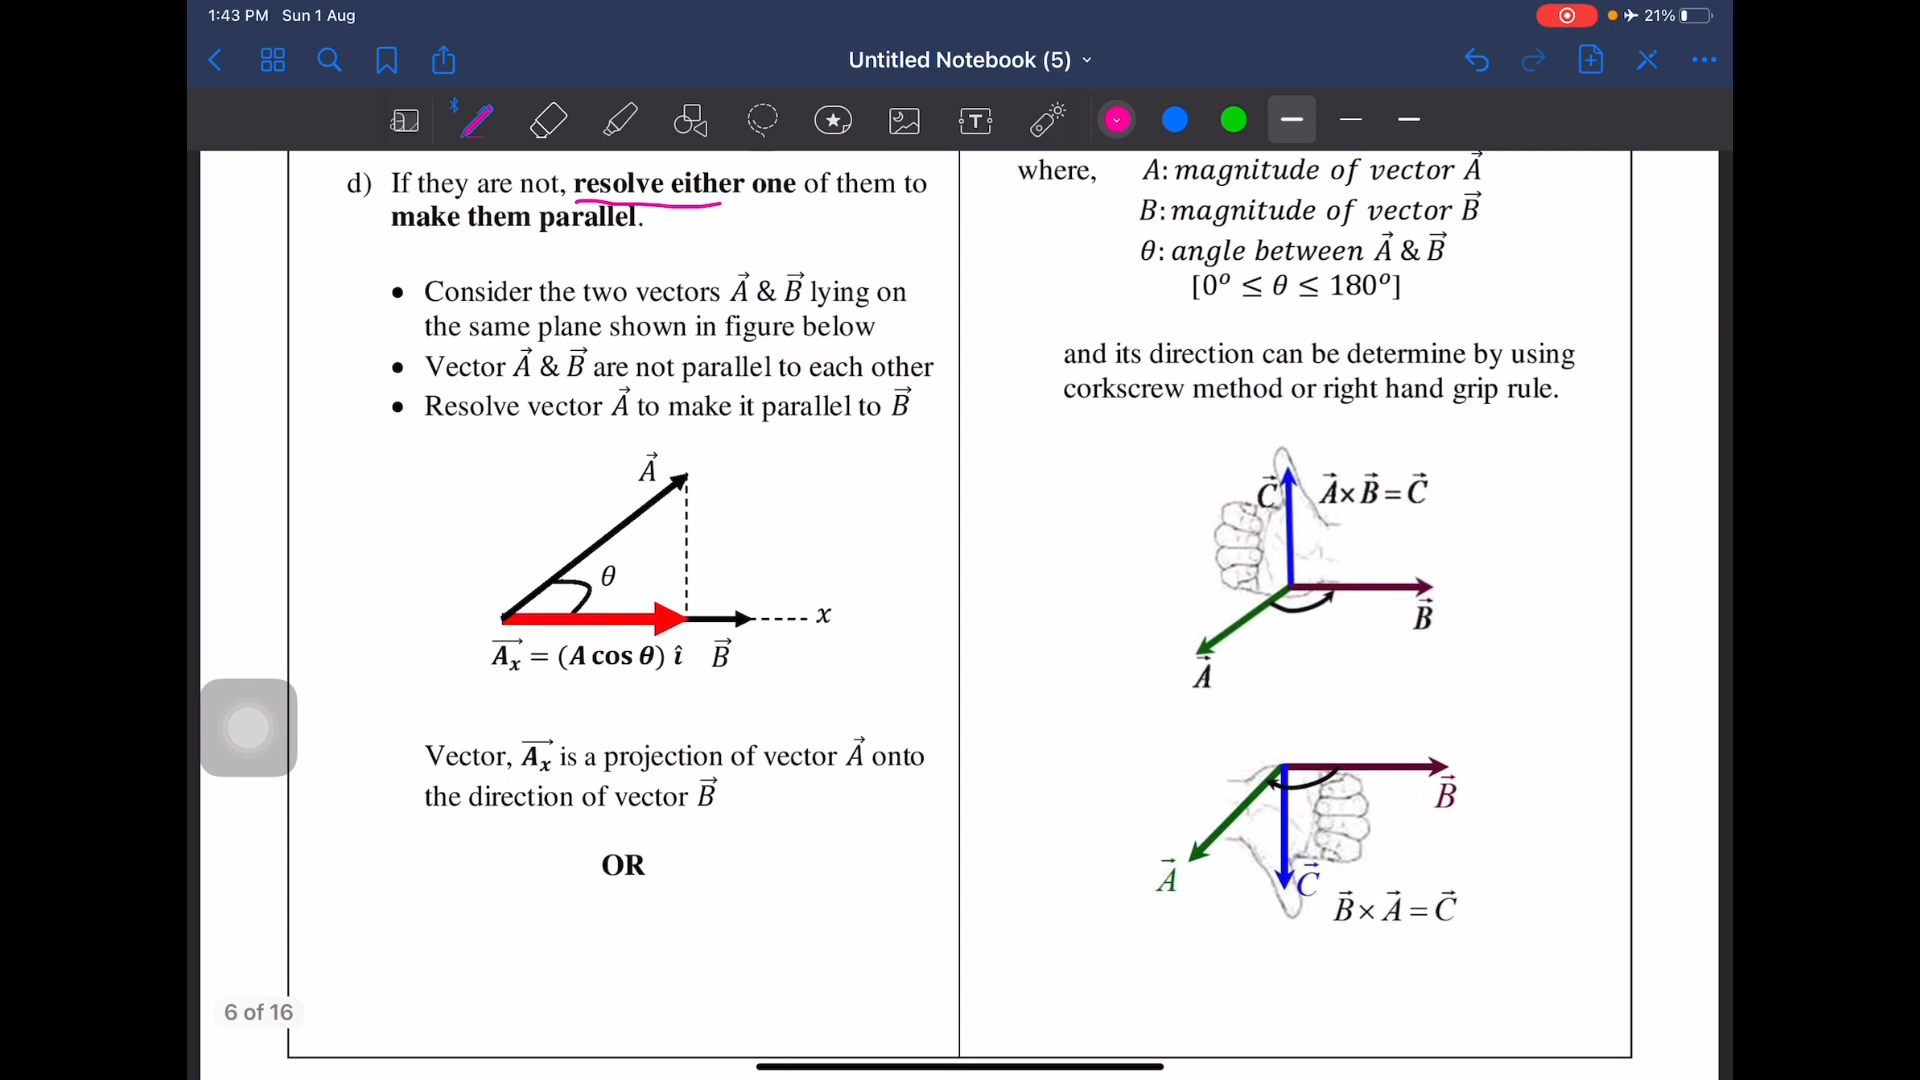 1:43 PM Sun 1 Aug
21%
Untitled Notebook (5)
d) If they are not, resolve either one of them to
make them parallel.
• Consider the two vectors A⃗ & B⃗ lying on
the same plane shown in figure below
• Vector A⃗ & B⃗ are not parallel to each other
• Resolve vector A⃗ to make it parallel to B⃗
A⃗
θ
x
A⃗ₓ = (A cos θ) î B⃗
Vector, A⃗ₓ is a projection of vector A⃗ onto
the direction of vector B⃗
OR
6 of 16
where, A: magnitude of vector A⃗
B: magnitude of vector B⃗
θ: angle between A⃗ & B⃗
[0° ≤ θ ≤ 180°]
and its direction can be determine by using
corkscrew method or right hand grip rule.
C⃗ A⃗ × B⃗ = C⃗
B⃗
A⃗
B⃗
A⃗
C⃗
B⃗ × A⃗ = C⃗